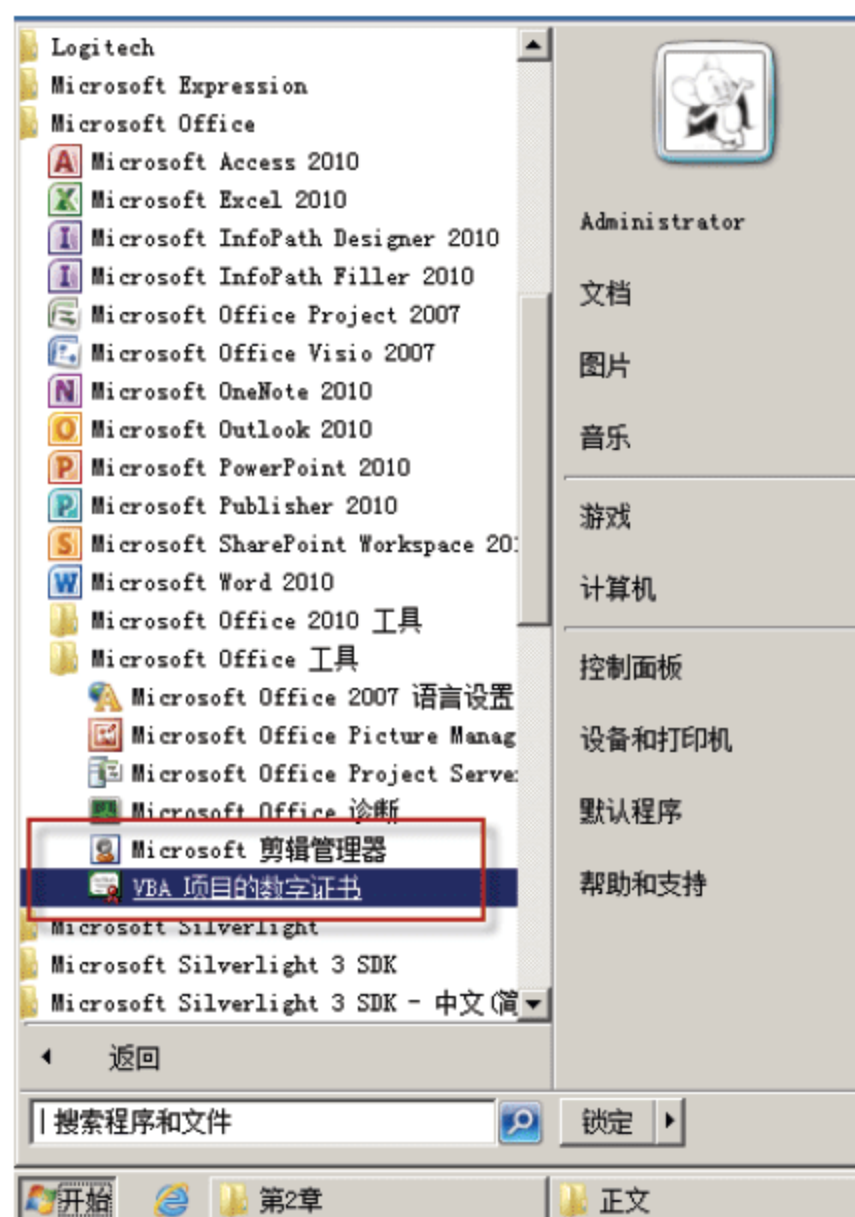 Logitech
Microsoft Expression
Microsoft Office
Microsoft Access 2010
Microsoft Excel 2010
Microsoft InfoPath Designer 2010
Microsoft InfoPath Filler 2010
Microsoft Office Project 2007
Microsoft Office Visio 2007
Microsoft OneNote 2010
Microsoft Outlook 2010
Microsoft PowerPoint 2010
Microsoft Publisher 2010
Microsoft SharePoint Workspace 20
Microsoft Word 2010
Microsoft Office 2010 工具
Microsoft Office 工具
Microsoft Office 2007 语言设置
Microsoft Office Picture Manag
Microsoft Office Project Serve
Microsoft Office 诊断
Microsoft 剪辑管理器
VBA 项目的数字证书
Microsoft Silverlight
Microsoft Silverlight 3 SDK
Microsoft Silverlight 3 SDK - 中文(简
返回
搜索程序和文件
Administrator
文档
图片
音乐
游戏
计算机
控制面板
设备和打印机
默认程序
帮助和支持
锁定
开始
第2章
正文